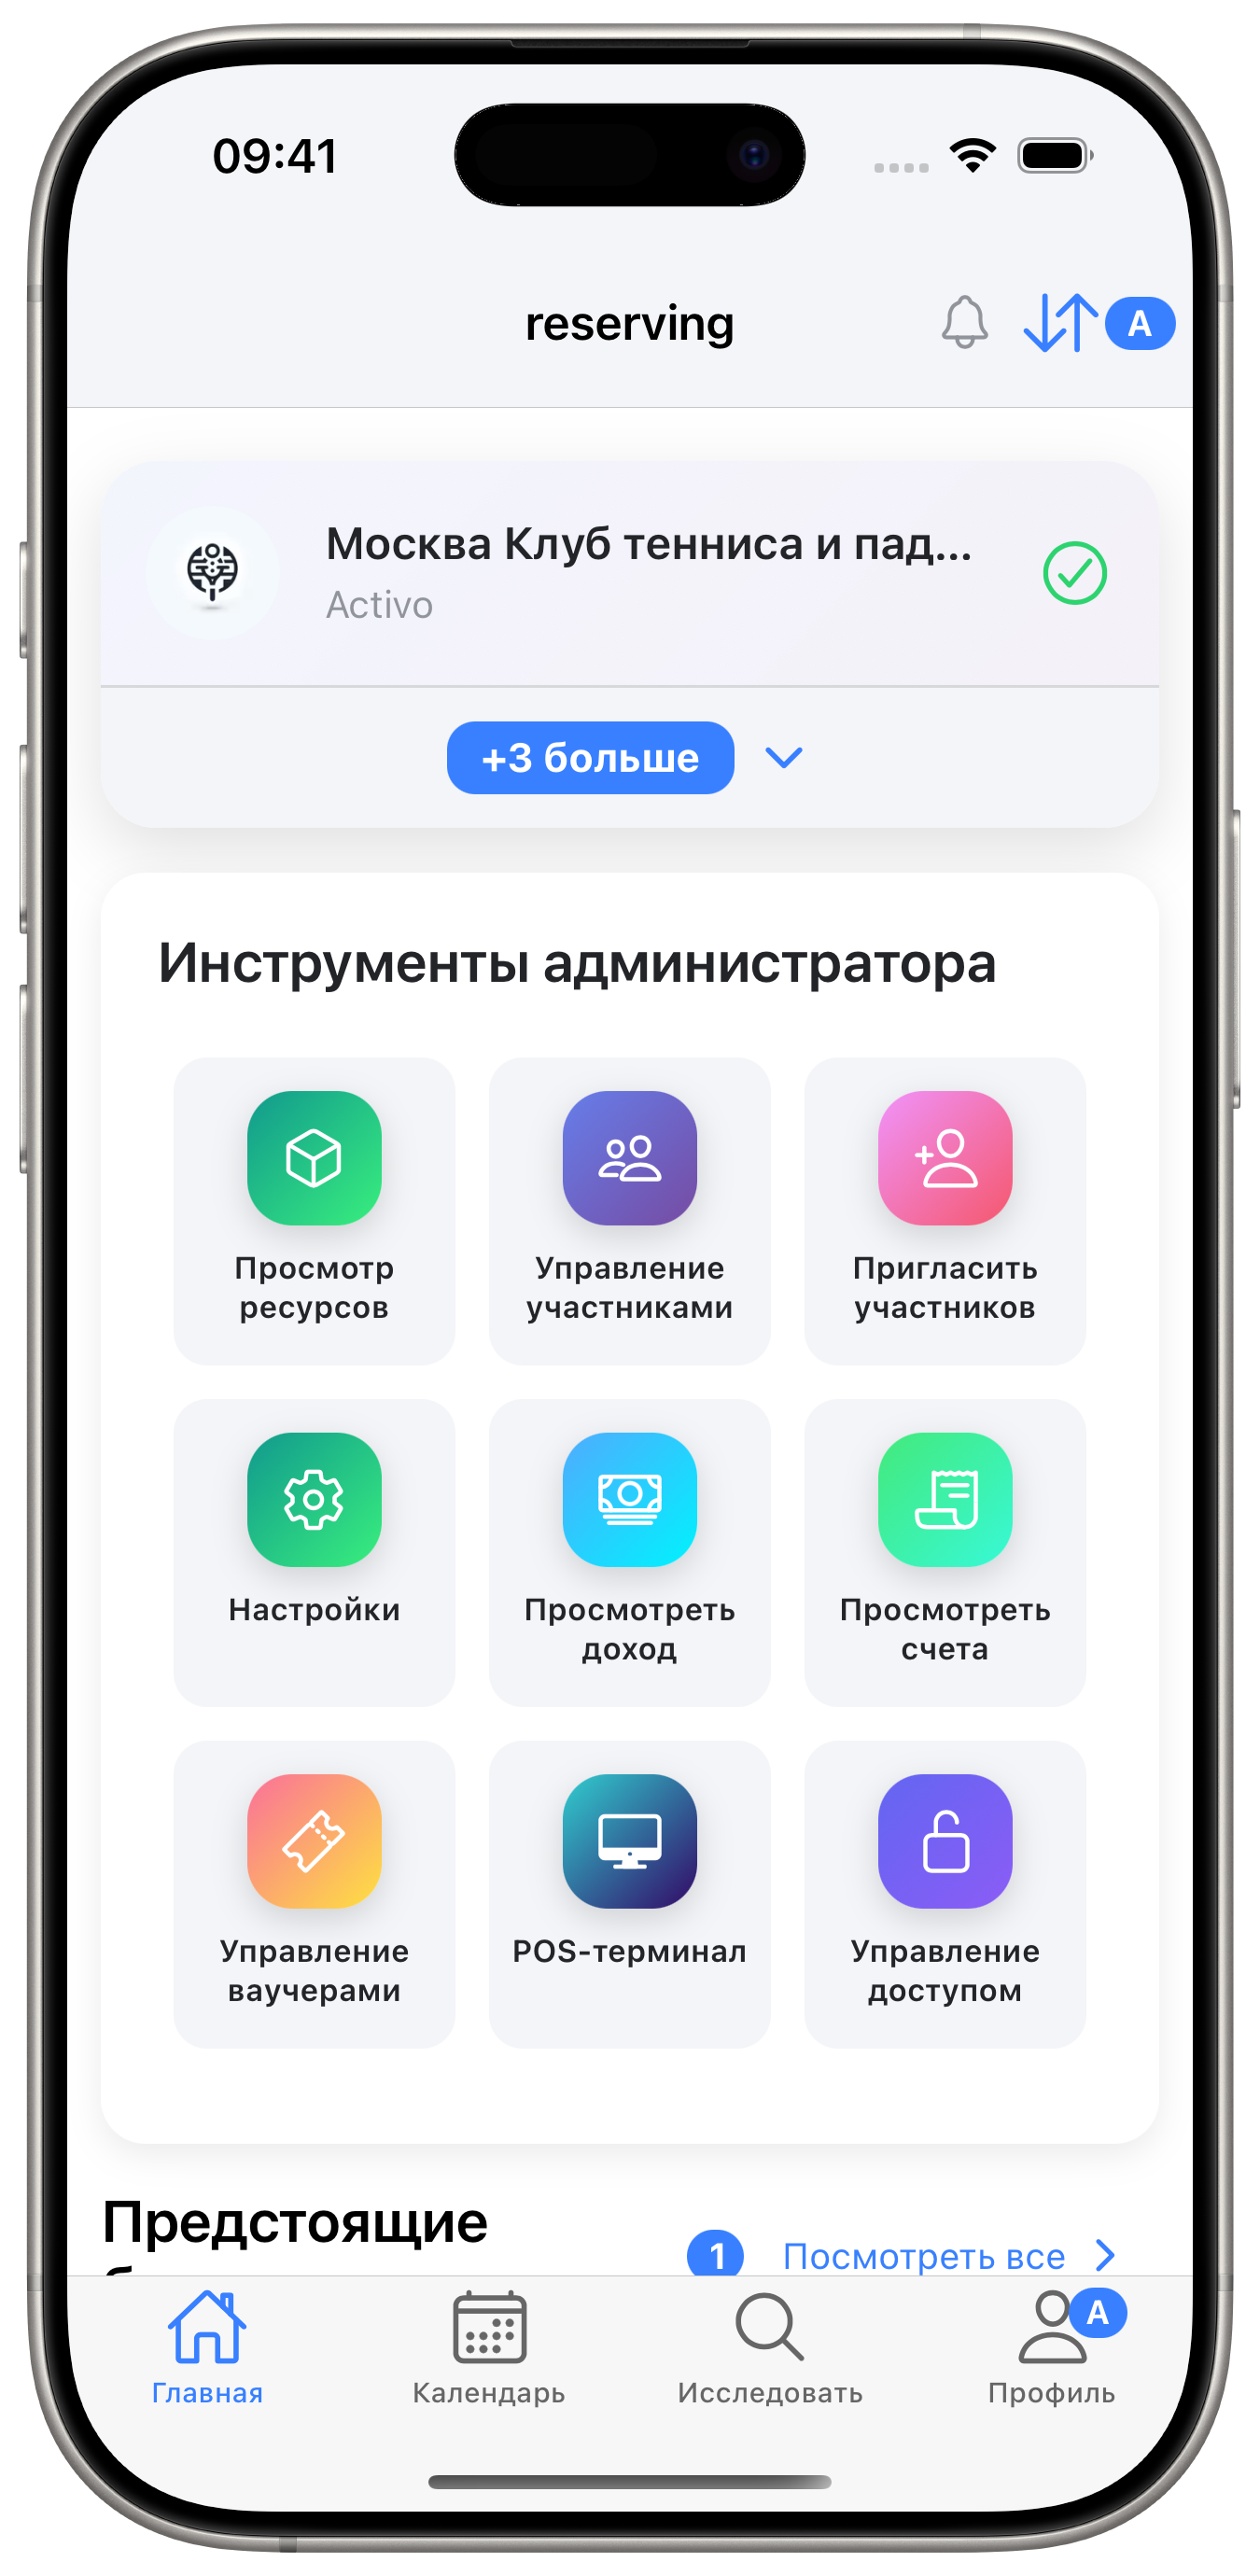 09:41
reserving
A
Москва Клуб тенниса и пад...
Activo
+3 больше
Инструменты администратора
Просмотр
ресурсов
Управление
участниками
Пригласить
участников
Настройки
Просмотреть
доход
Просмотреть
счета
Управление
ваучерами
POS-терминал
Управление
доступом
Предстоящие
1
Посмотреть все
A
Главная
Календарь
Исследовать
Профиль